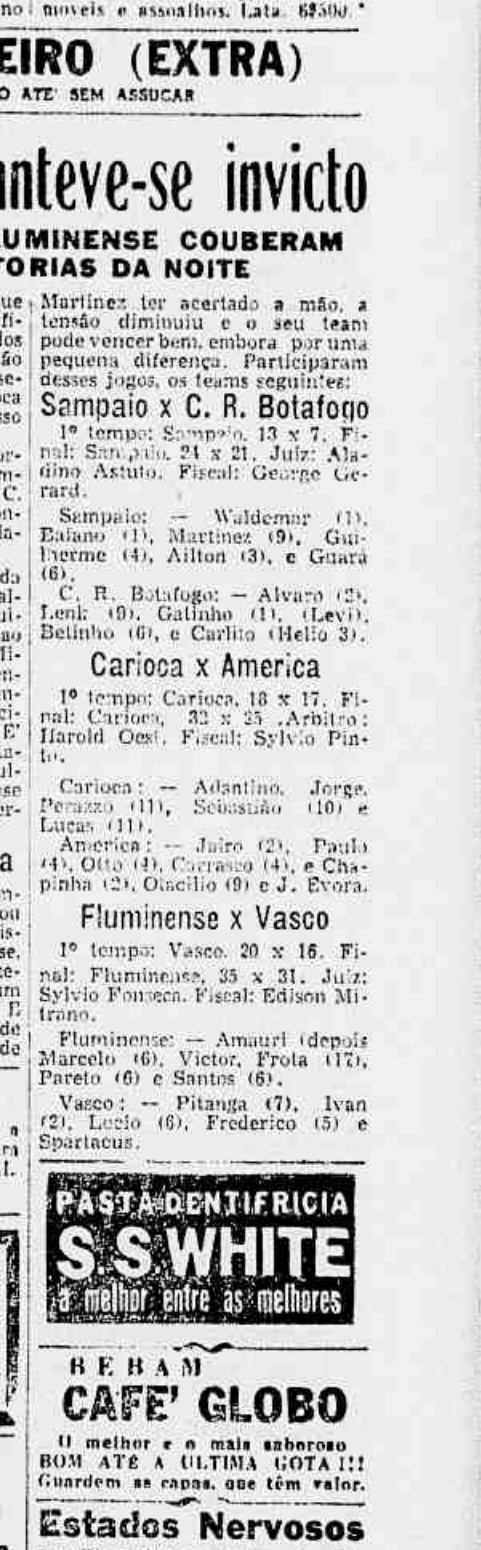 no moveis e assoalhos. Lata. 6$500."
EIRO (EXTRA)
O ATE' SEM ASSUCAR
nteve-se invicto
LUMINENSE COUBERAM
TORIAS DA NOITE
Martinez ter acertado a mão, a
tensão diminuiu e o seu team
pode vencer bem, embora por uma
pequena differença. Participaram
desses jogos, os teams seguintes:
Sampaio x C. R. Botafogo
1º tempo: Sampaio, 13 x 7. Fi-
nal: Sampaio, 24 x 21. Juiz: Ala-
dino Astuto. Fiscal: George Ge-
rard.
Sampaio: — Waldemar (1),
Baiano (1), Martinez (9), Gui-
lherme (4), Ailton (3), e Guará
(6).
C. R. Botafogo: — Alvaro (2),
Lenk (9), Gatinho (1), (Levi),
Betinho (6), e Carlito (Helio 3).
Carioca x America
1º tempo: Carioca, 18 x 17. Fi-
nal: Carioca, 32 x 25 .Arbitro:
Harold Oest. Fiscal: Sylvio Pin-
to.
Carioca: — Adantino, Jorge,
Perazzo (11), Sebastião (10) e
Lucas (11).
America: — Jairo (2), Paulo
(4), Otto (4), Carrasco (4), e Cha-
pinha (2), Otacilio (9) e J. Evora.
Fluminense x Vasco
1º tempo: Vasco, 20 x 16. Fi-
nal: Fluminense, 35 x 31. Juiz:
Sylvio Fonseca. Fiscal: Edison Mi-
trano.
Fluminense: — Amauri (depois
Marcelo (6), Victor, Frota (17),
Pareto (6) e Santos (6).
Vasco: — Pitanga (7), Ivan
(2), Lucio (6), Frederico (5) e
Spartacus.
PASTA DENTIFRICIA
S.S.WHITE
a melhor entre as melhores
BEBAM
CAFE' GLOBO
O melhor e o mais saboroso
BOM ATÉ A ULTIMA GOTA !!!
Guardem as capas, que têm valor.
Estados Nervosos